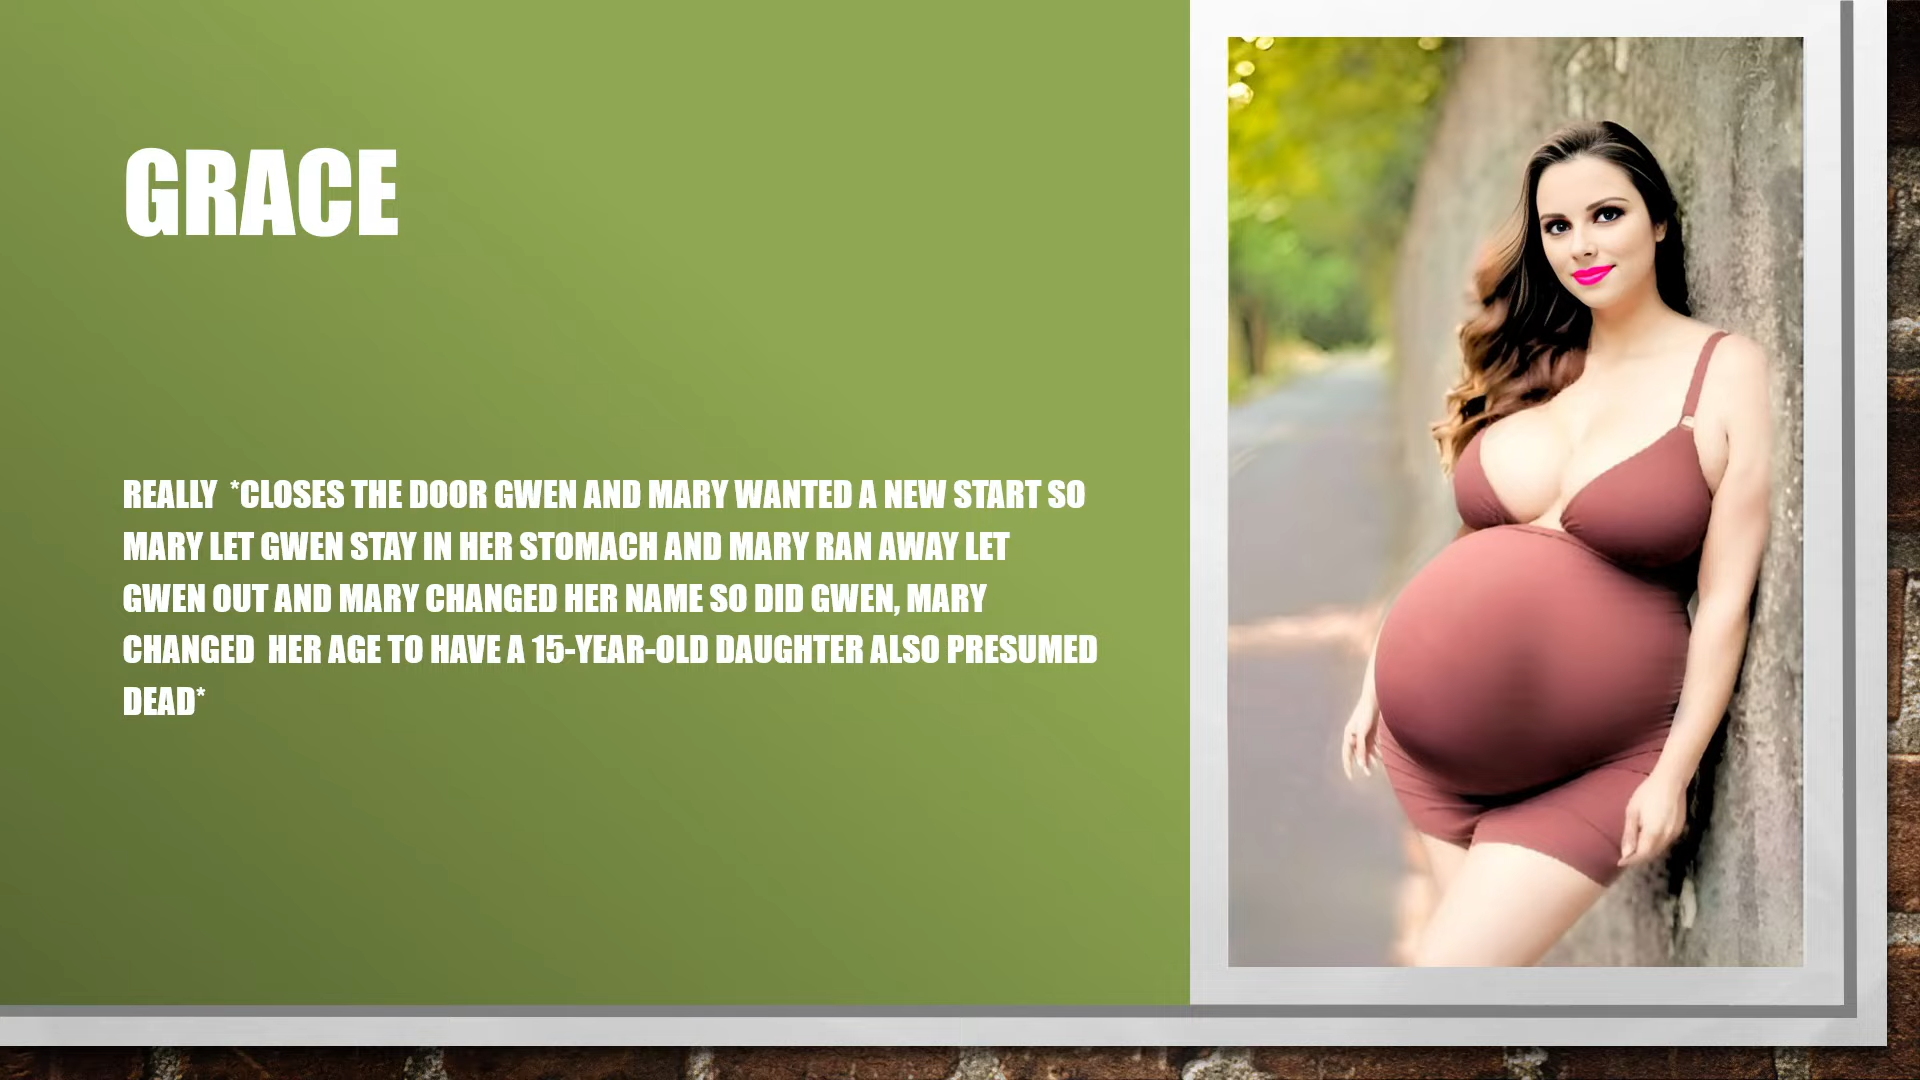 GRACE
REALLY  *CLOSES THE DOOR GWEN AND MARY WANTED A NEW START SO
MARY LET GWEN STAY IN HER STOMACH AND MARY RAN AWAY LET
GWEN OUT AND MARY CHANGED HER NAME SO DID GWEN, MARY
CHANGED  HER AGE TO HAVE A 15-YEAR-OLD DAUGHTER ALSO PRESUMED
DEAD*